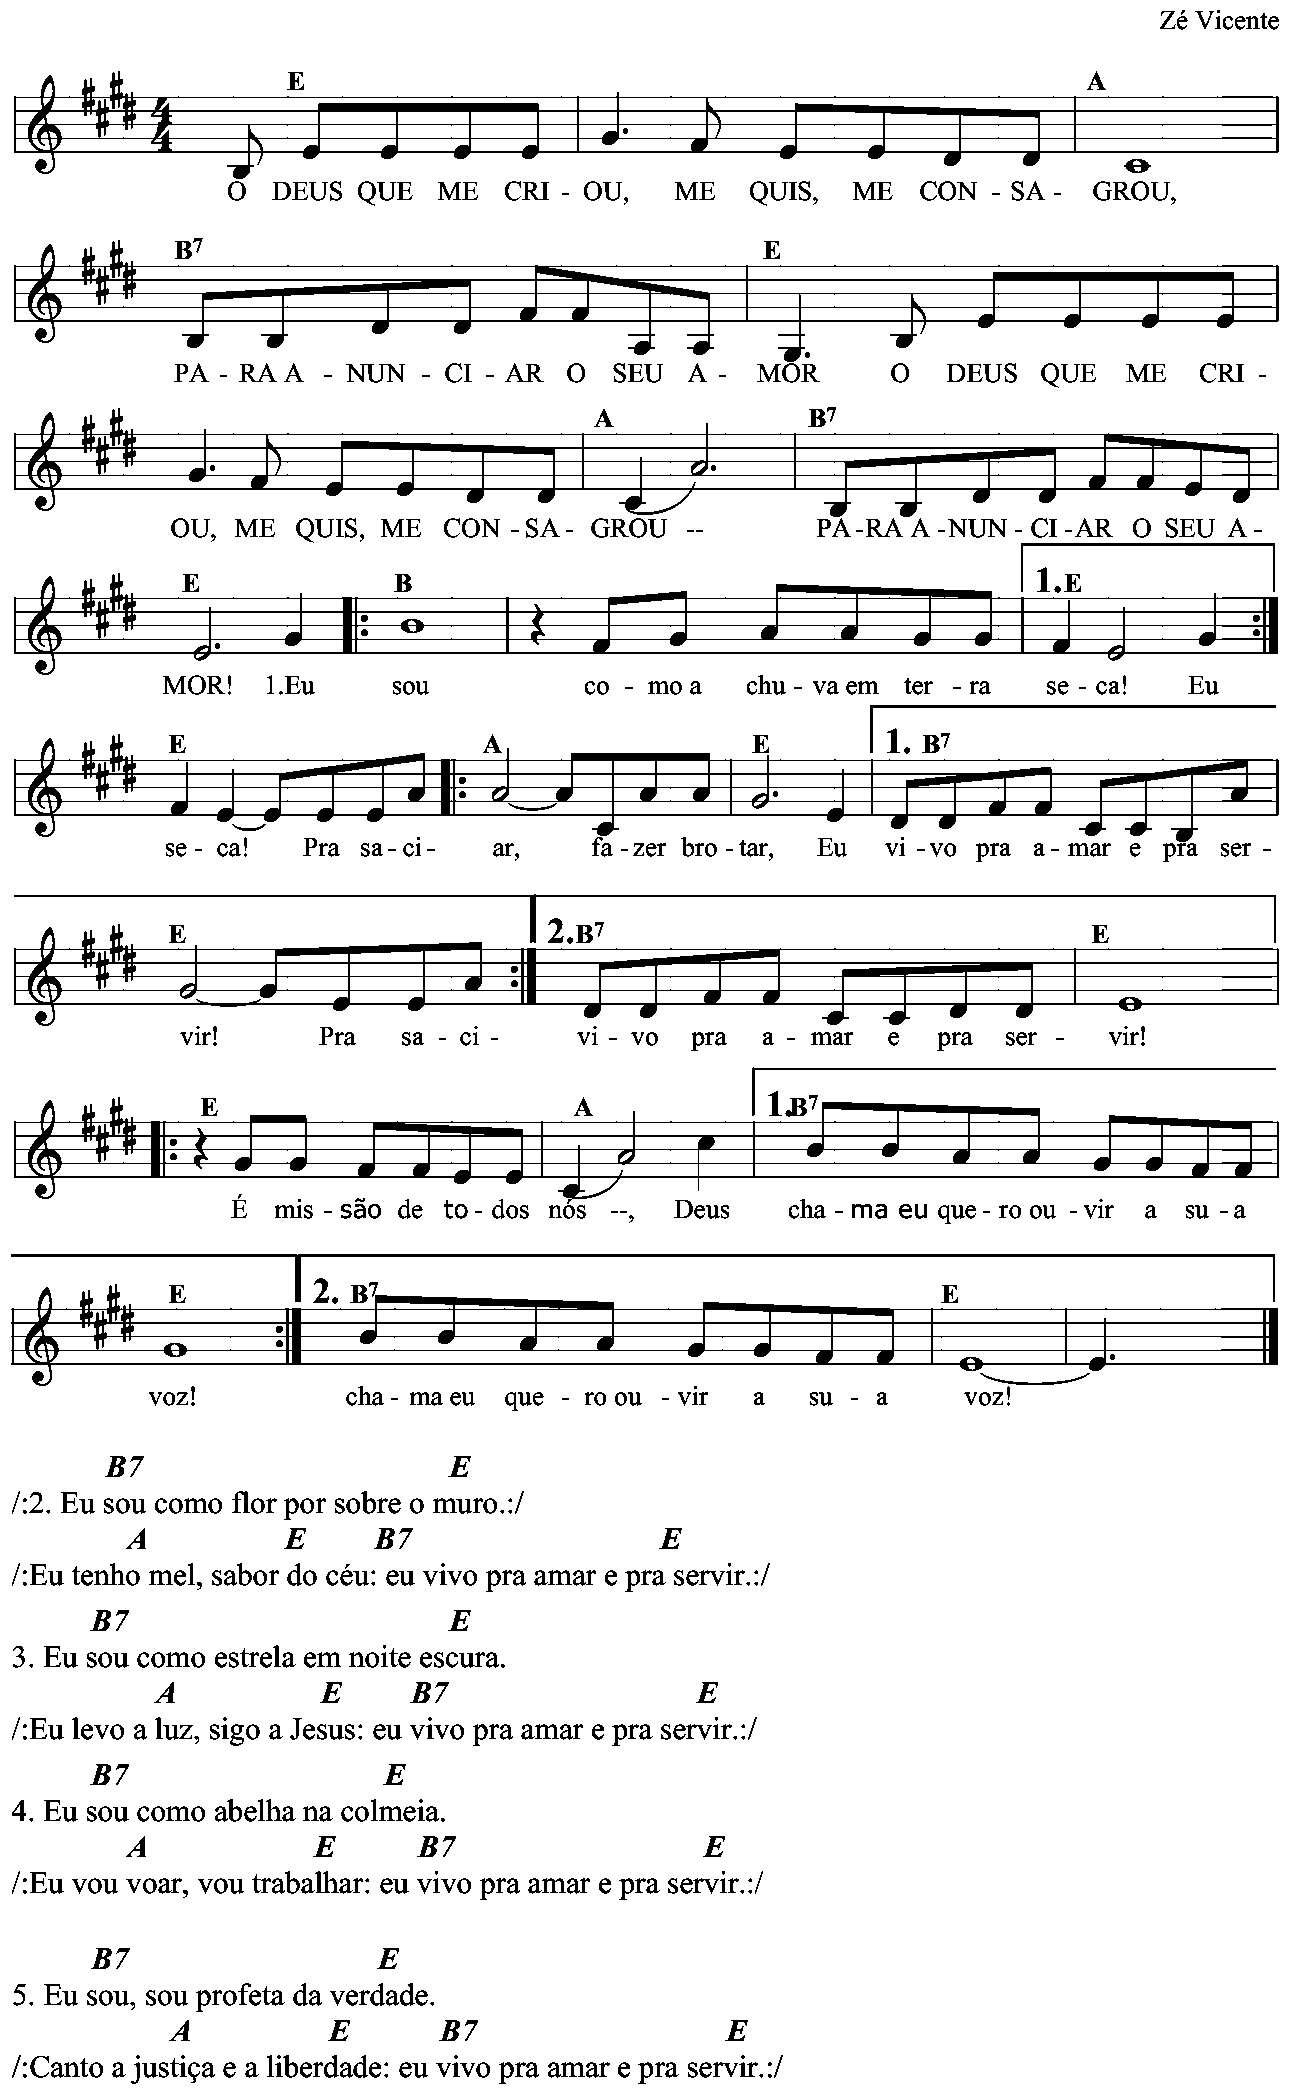 Zé Vicente
E A
O DEUS QUE ME CRI - OU, ME QUIS, ME CON - SA - GROU,
B7 E
PA - RA A - NUN - CI - AR O SEU A - MOR O DEUS QUE ME CRI -
A B7
OU, ME QUIS, ME CON - SA - GROU -- PA - RA A - NUN - CI - AR O SEU A -
E B 1. E
MOR! 1.Eu sou co - mo a chu - va em ter - ra se - ca! Eu
E A E 1. B7
se - ca! Pra sa - ci - ar, fa - zer bro - tar, Eu vi - vo pra a - mar e pra ser -
E 2. B7 E
vir! Pra sa - ci - vi - vo pra a - mar e pra ser - vir!
E A 1. B7
É mis - são de to - dos nós --, Deus cha - ma eu que - ro ou - vir a su - a
E 2. B7 E
voz! cha - ma eu que - ro ou - vir a su - a voz!
B7 E
/:2. Eu sou como flor por sobre o muro.:/
A E B7 E
/:Eu tenho mel, sabor do céu: eu vivo pra amar e pra servir.:/
B7 E
3. Eu sou como estrela em noite escura.
A E B7 E
/:Eu levo a luz, sigo a Jesus: eu vivo pra amar e pra servir.:/
B7 E
4. Eu sou como abelha na colmeia.
A E B7 E
/:Eu vou voar, vou trabalhar: eu vivo pra amar e pra servir.:/
B7 E
5. Eu sou, sou profeta da verdade.
A E B7 E
/:Canto a justiça e a liberdade: eu vivo pra amar e pra servir.:/